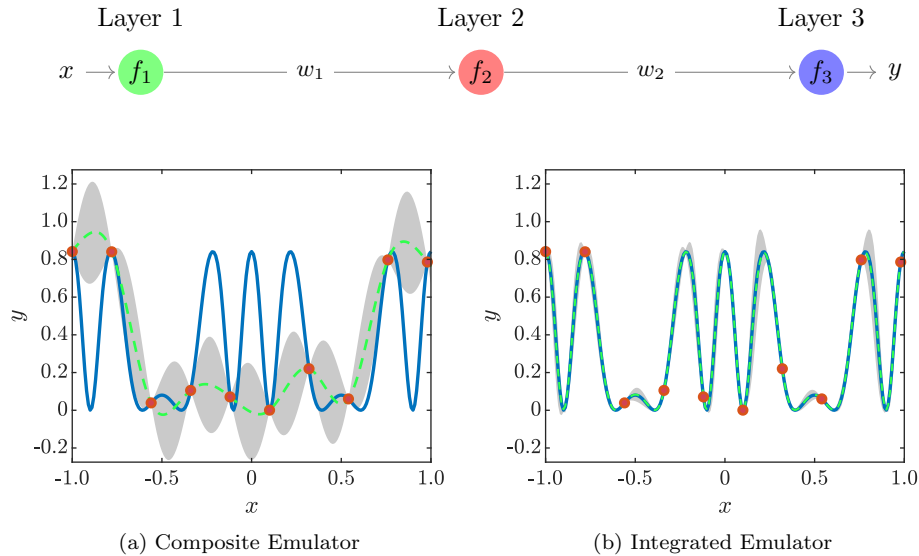 Layer 1 Layer 2 Layer 3
x f₁ w₁ f₂ w₂ f₃ y
1.2 1.2
1.0 1.0
0.8 0.8
0.6 0.6
y y
0.4 0.4
0.2 0.2
0 0
-0.2 -0.2
-1.0 -0.5 0 0.5 1.0 -1.0 -0.5 0 0.5 1.0
x x
(a) Composite Emulator (b) Integrated Emulator